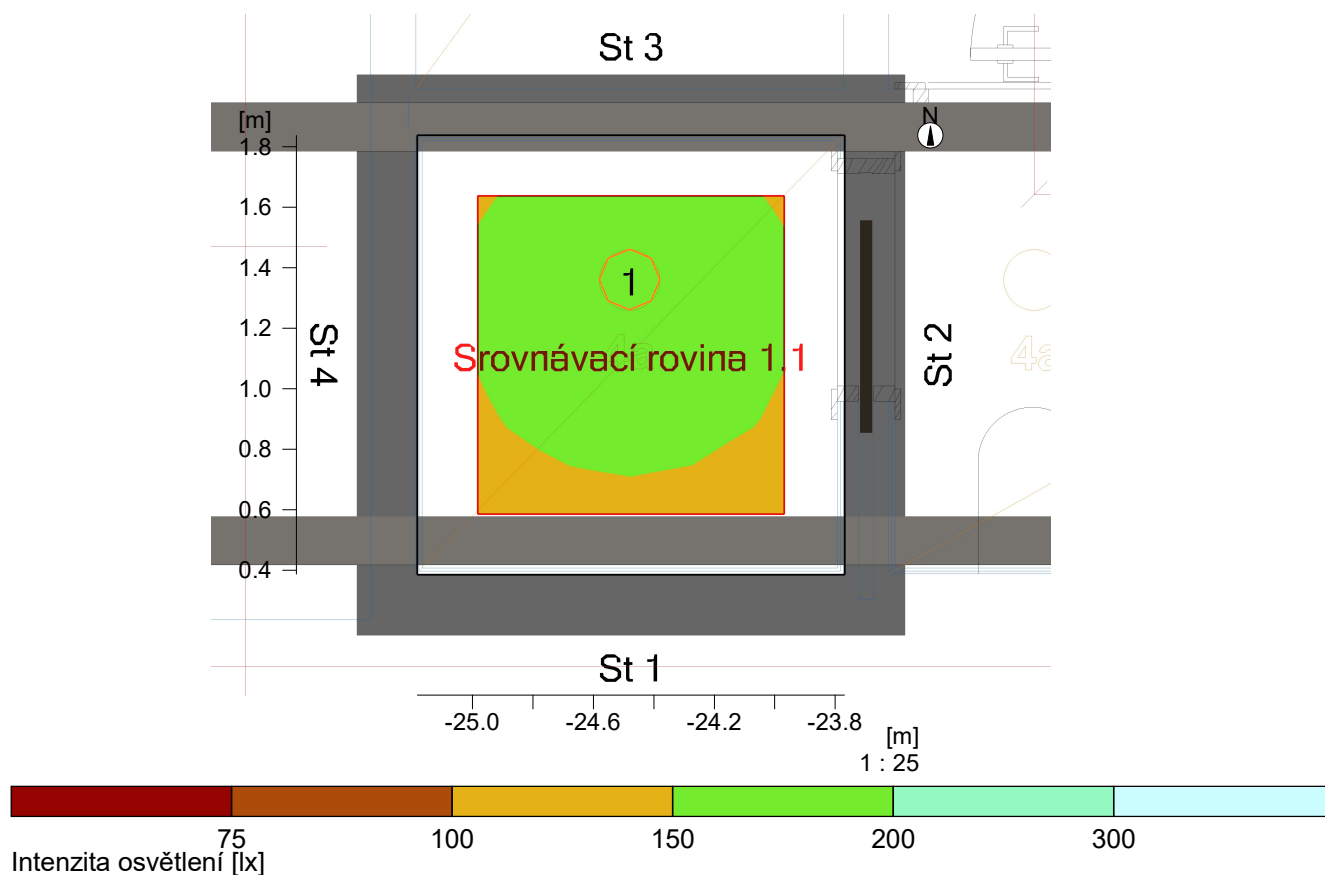 St 3
[m]
N
1.8
1.6
1.4
1
1.2
St 4
Srovnávací rovina 1.1
4a
St 2
4a
1.0
0.8
0.6
0.4
St 1
-25.0 -24.6 -24.2 -23.8
[m]
1 : 25
75 100 150 200 300
Intenzita osvětlení [lx]